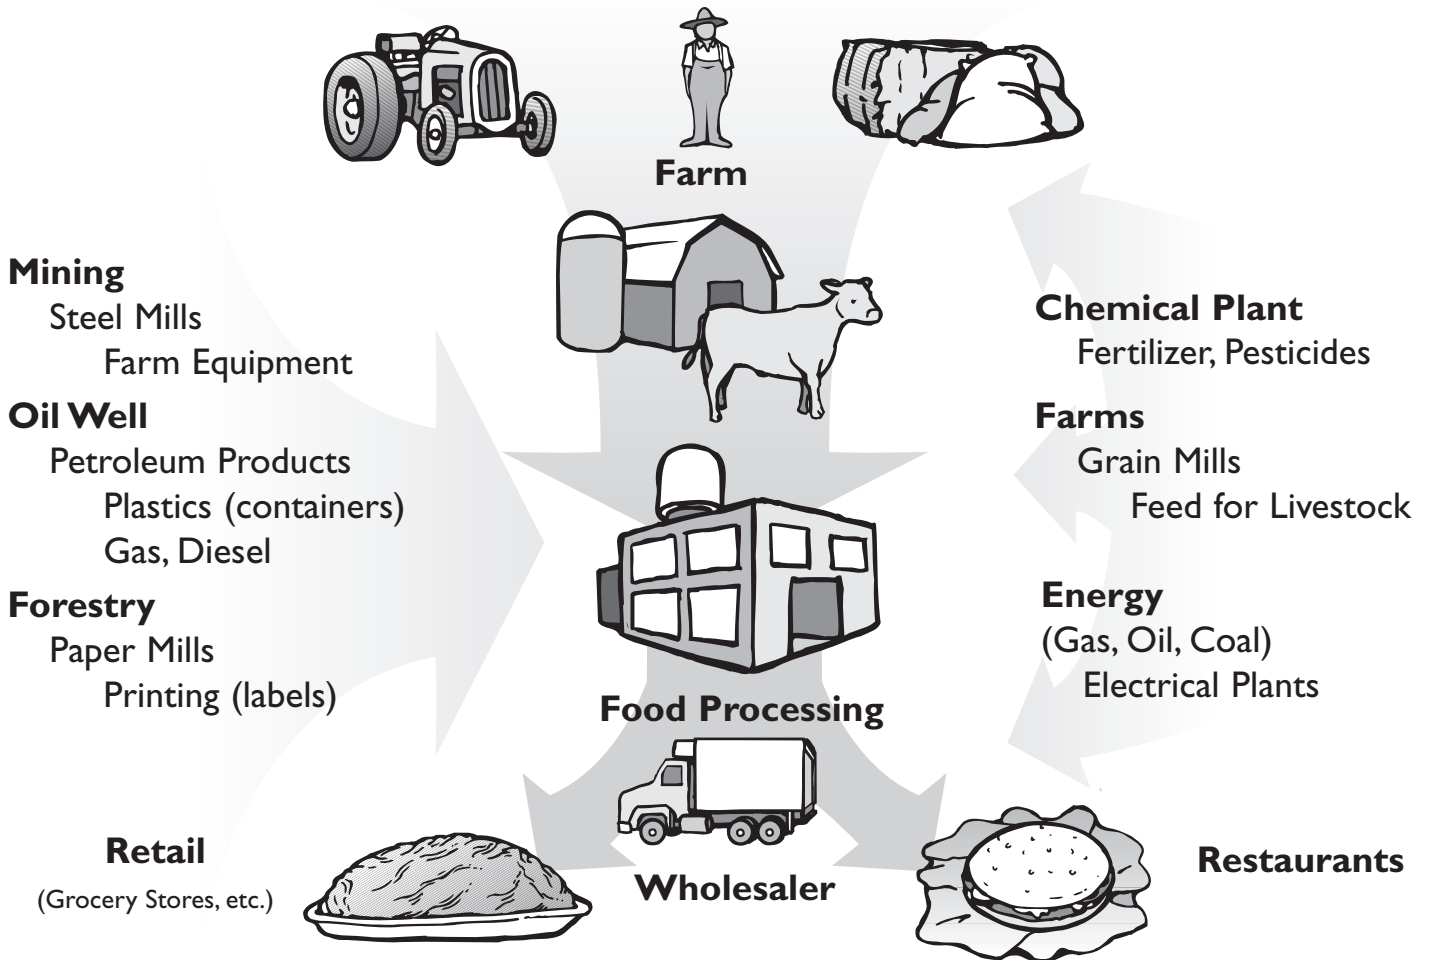 Farm
Mining
Steel Mills
Farm Equipment
Oil Well
Petroleum Products
Plastics (containers)
Gas, Diesel
Forestry
Paper Mills
Printing (labels)
Chemical Plant
Fertilizer, Pesticides
Farms
Grain Mills
Feed for Livestock
Energy
(Gas, Oil, Coal)
Electrical Plants
Food Processing
Retail
(Grocery Stores, etc.)
Wholesaler
Restaurants